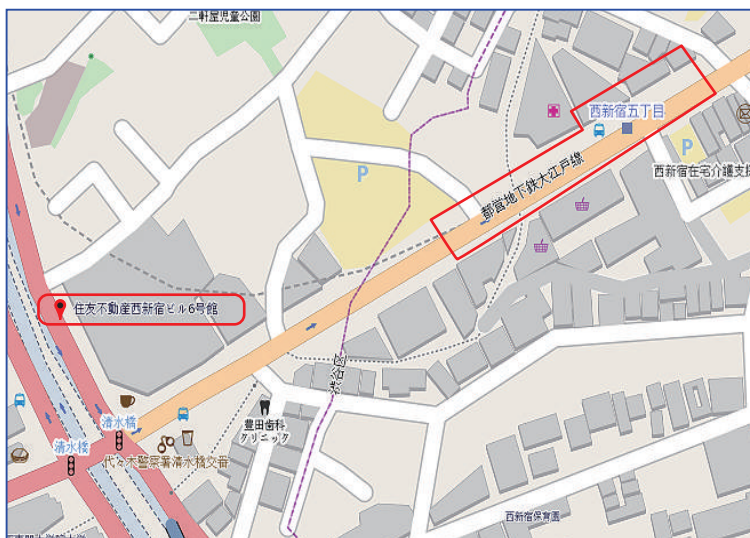 二軒屋児童公園
西新宿五丁目
P
西新宿在宅介護支援
P
都営地下鉄大江戸線
住友不動産西新宿ビル6号館
渋谷区
清水橋
清水橋
豊田歯科
クリニック
代々木警察署清水橋交番
西新宿保育園